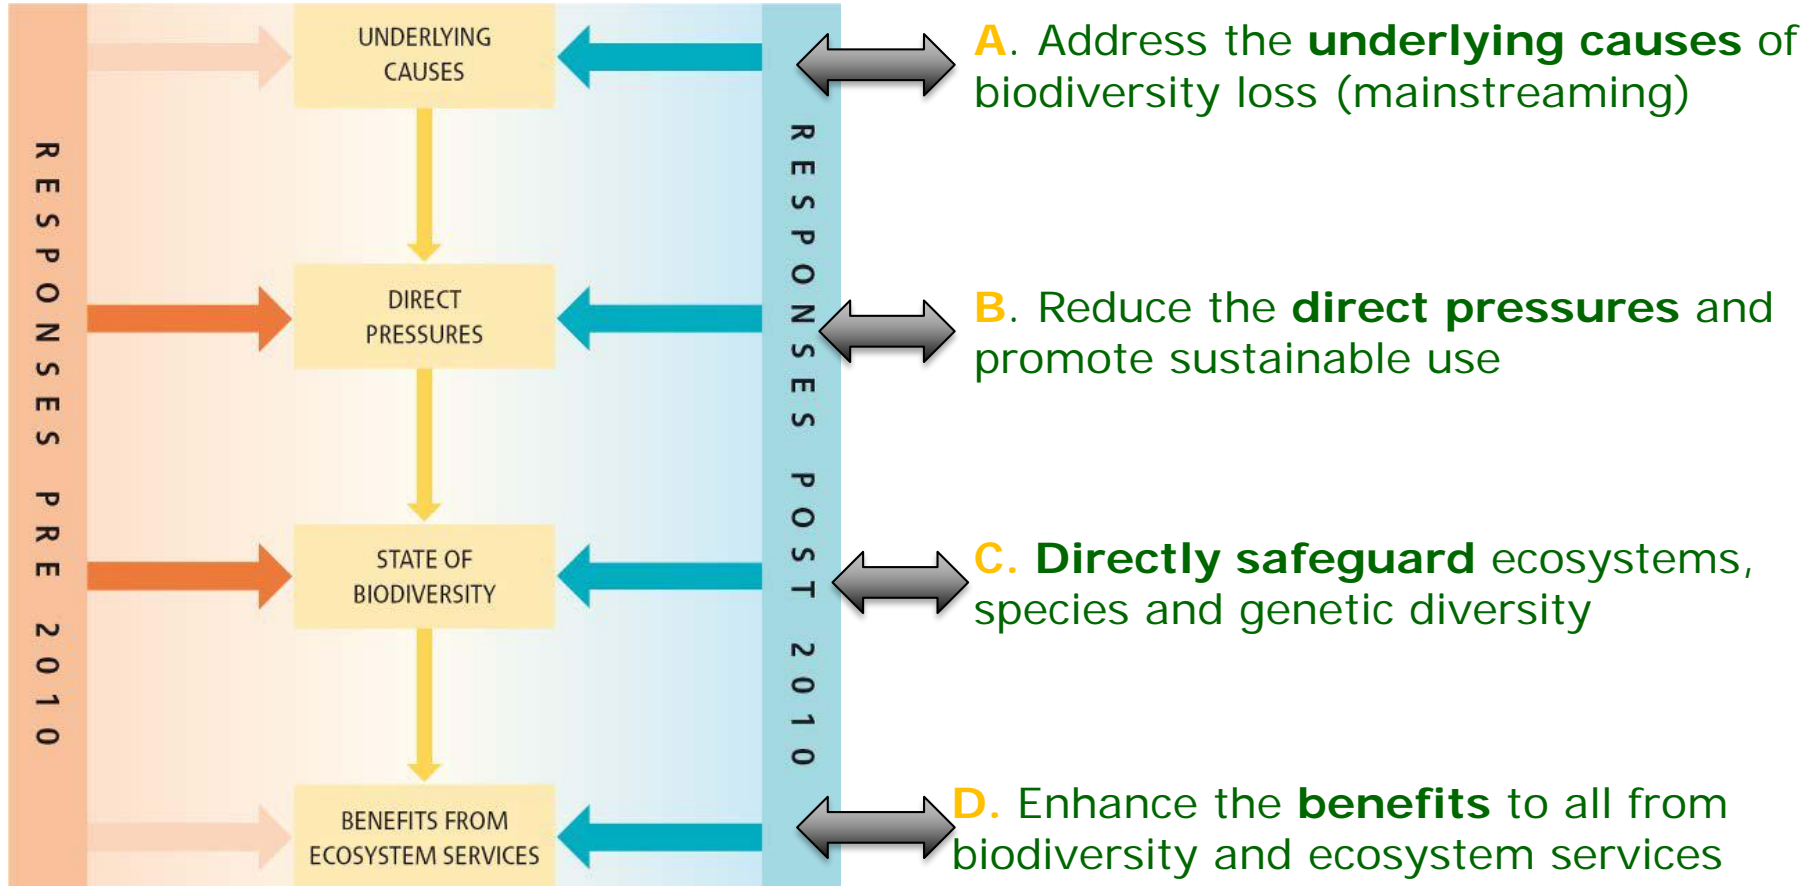 RESPONSES PRE 2010
UNDERLYING
CAUSES
DIRECT
PRESSURES
STATE OF
BIODIVERSITY
BENEFITS FROM
ECOSYSTEM SERVICES
RESPONSES POST 2010
A. Address the underlying causes of
biodiversity loss (mainstreaming)
B. Reduce the direct pressures and
promote sustainable use
C. Directly safeguard ecosystems,
species and genetic diversity
D. Enhance the benefits to all from
biodiversity and ecosystem services